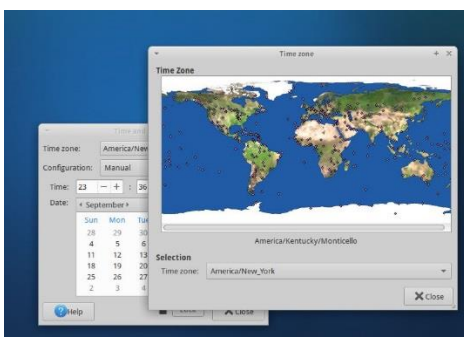 Time zone
Time Zone
America/Kentucky/Monticello
Selection
Time zone: America/New_York
Close
Time and
Time zone: America/New
Configuration: Manual
Time: 23 - + : 36
Date: September
Sun Mon Tue
28 29 30
4 5 6
11 12 13
18 19 20
25 26 27
2 3 4
Help
Close